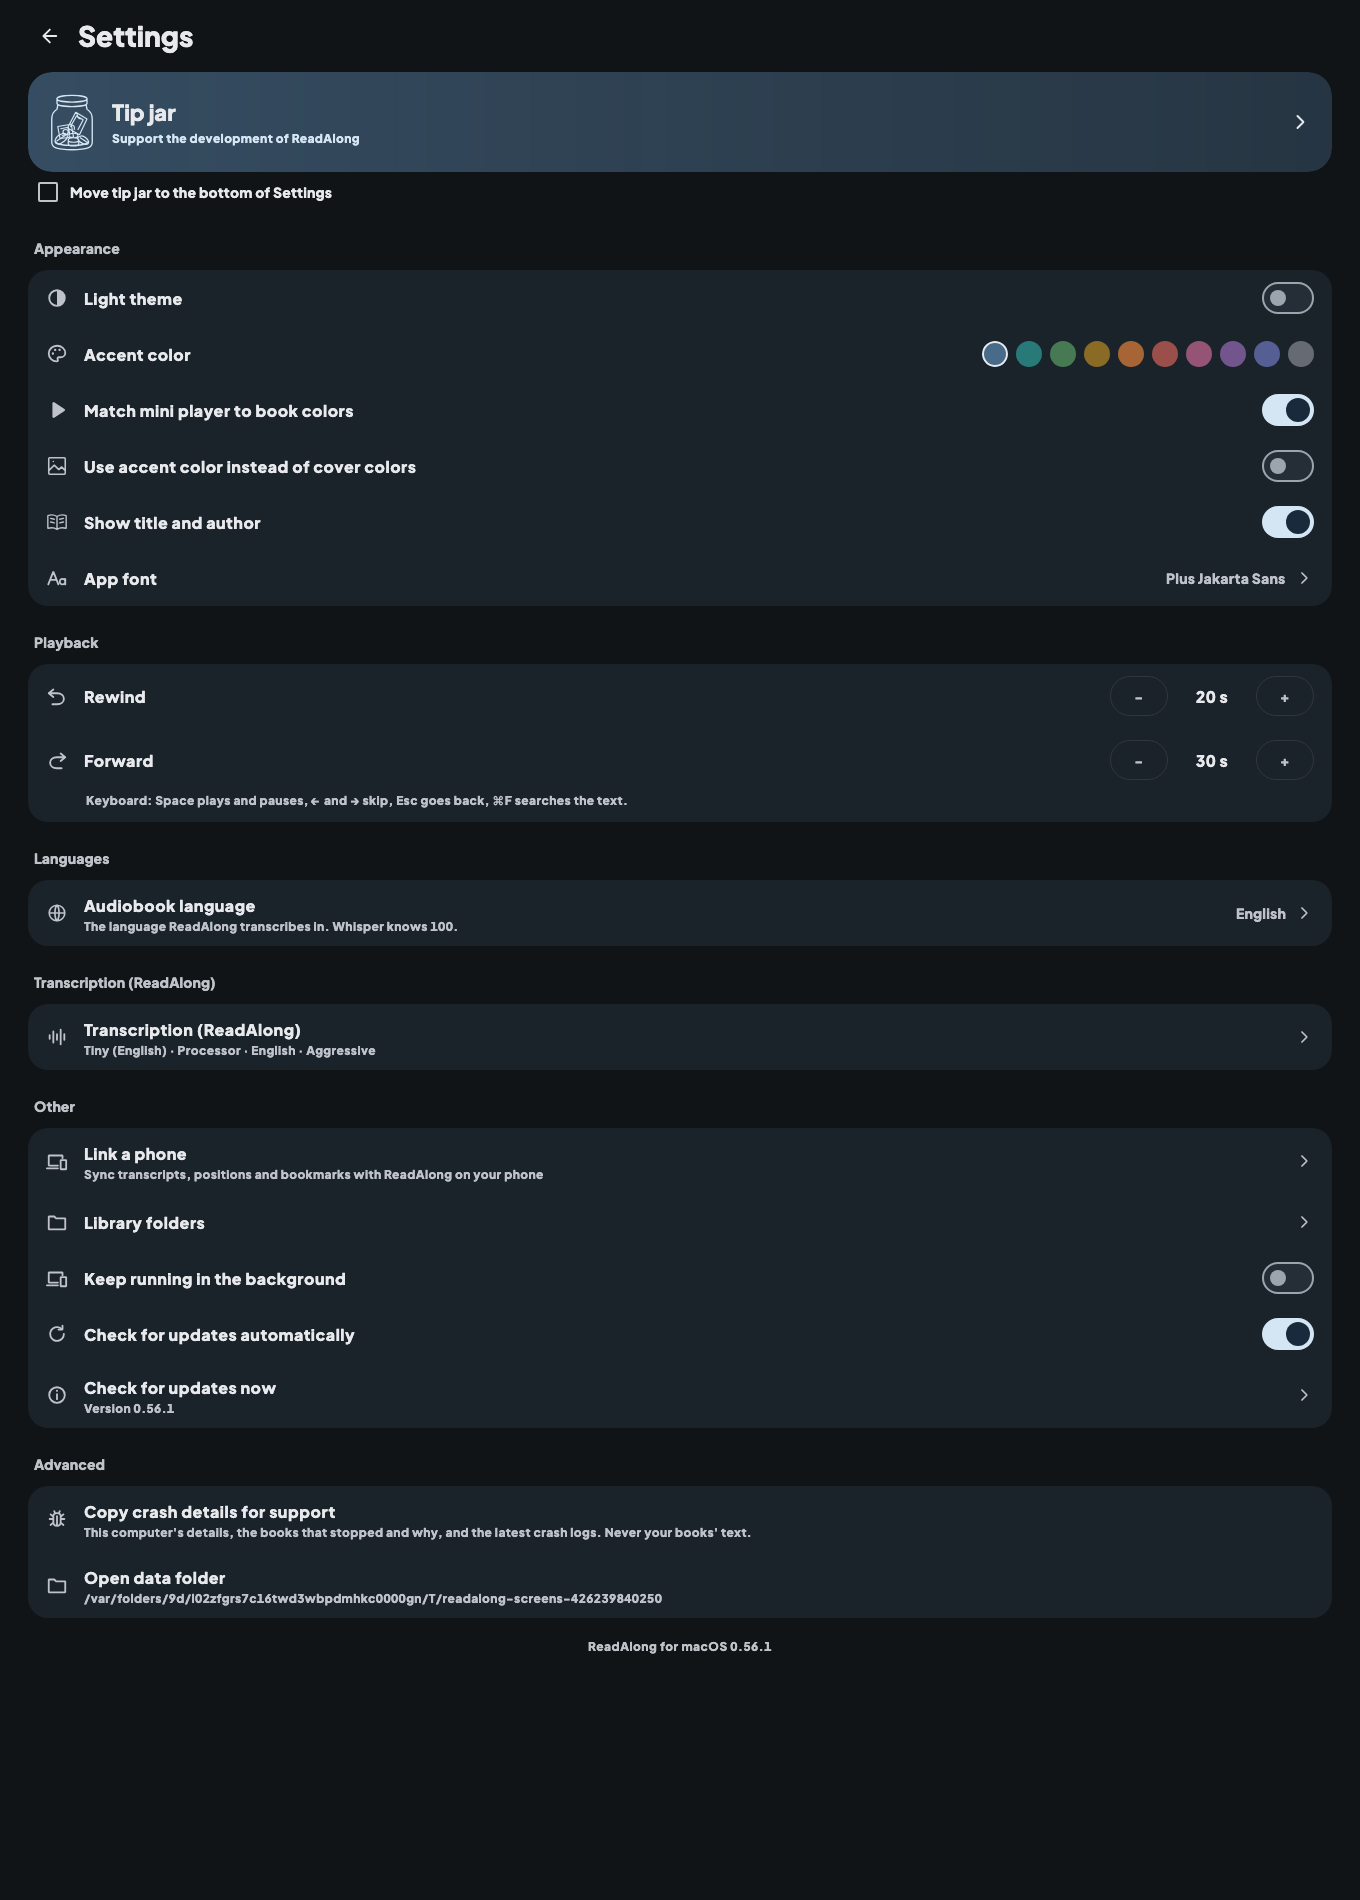 Settings
Tip jar
Support the development of ReadAlong
Move tip jar to the bottom of Settings
Appearance
Light theme
Accent color
Match mini player to book colors
Use accent color instead of cover colors
Show title and author
App font
Plus Jakarta Sans
Playback
Rewind
- 20 s +
Forward
- 30 s +
Keyboard: Space plays and pauses, ← and → skip, Esc goes back, ⌘F searches the text.
Languages
Audiobook language
The language ReadAlong transcribes in. Whisper knows 100.
English
Transcription (ReadAlong)
Transcription (ReadAlong)
Tiny (English) · Processor · English · Aggressive
Other
Link a phone
Sync transcripts, positions and bookmarks with ReadAlong on your phone
Library folders
Keep running in the background
Check for updates automatically
Check for updates now
Version 0.56.1
Advanced
Copy crash details for support
This computer's details, the books that stopped and why, and the latest crash logs. Never your books' text.
Open data folder
/var/folders/9d/l02zfgrs7c16twd3wbpdmhkc0000gn/T/readalong-screens-426239840250
ReadAlong for macOS 0.56.1